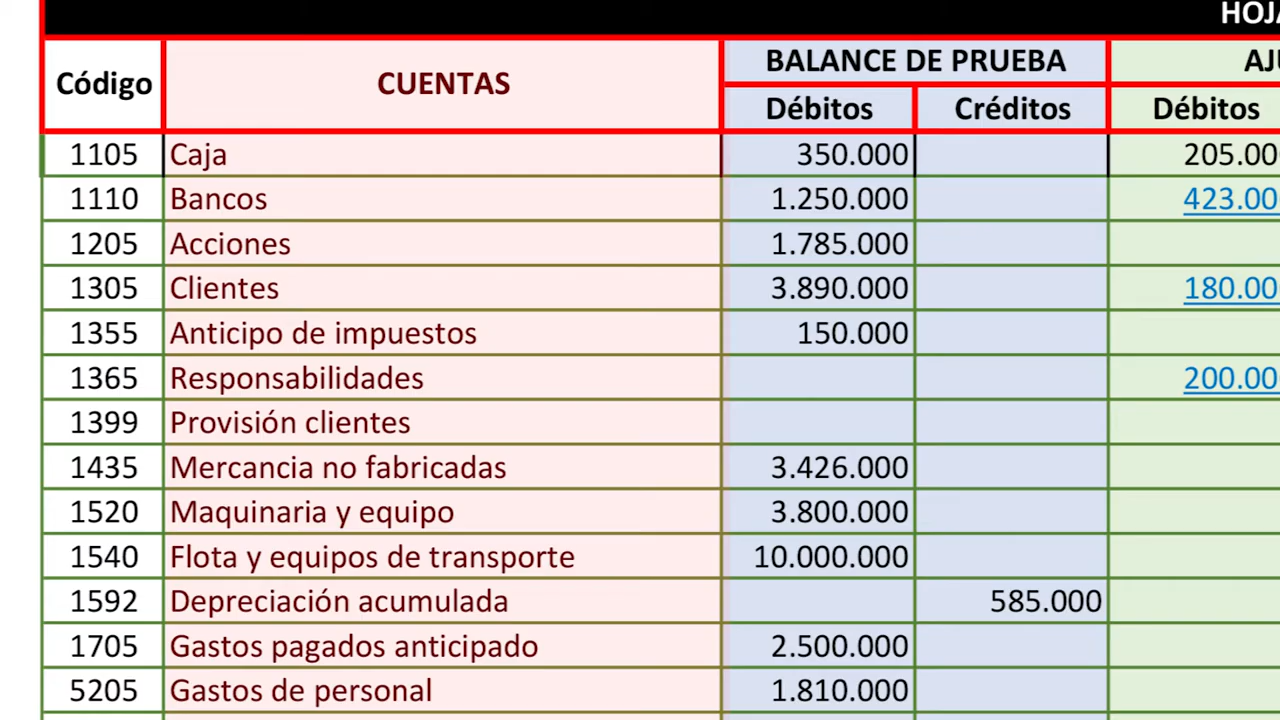 HOJA
Código CUENTAS BALANCE DE PRUEBA
Débitos Créditos Débitos
1105 Caja 350.000
1110 Bancos 1.250.000
1205 Acciones 1.785.000
1305 Clientes 3.890.000
1355 Anticipo de impuestos 150.000
1365 Responsabilidades
1399 Provisión clientes
1435 Mercancia no fabricadas 3.426.000
1520 Maquinaria y equipo 3.800.000
1540 Flota y equipos de transporte 10.000.000
1592 Depreciación acumulada 585.000
1705 Gastos pagados anticipado 2.500.000
5205 Gastos de personal 1.810.000